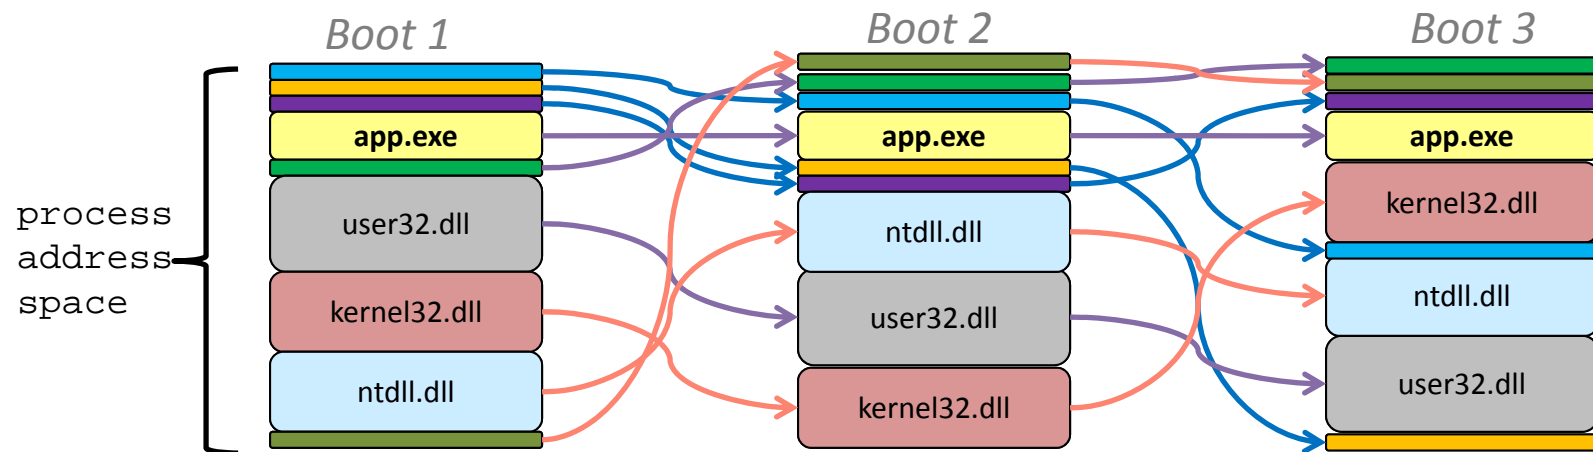 Boot 1
Boot 2
Boot 3
process
address
space
app.exe
user32.dll
kernel32.dll
ntdll.dll
app.exe
ntdll.dll
user32.dll
kernel32.dll
app.exe
kernel32.dll
ntdll.dll
user32.dll